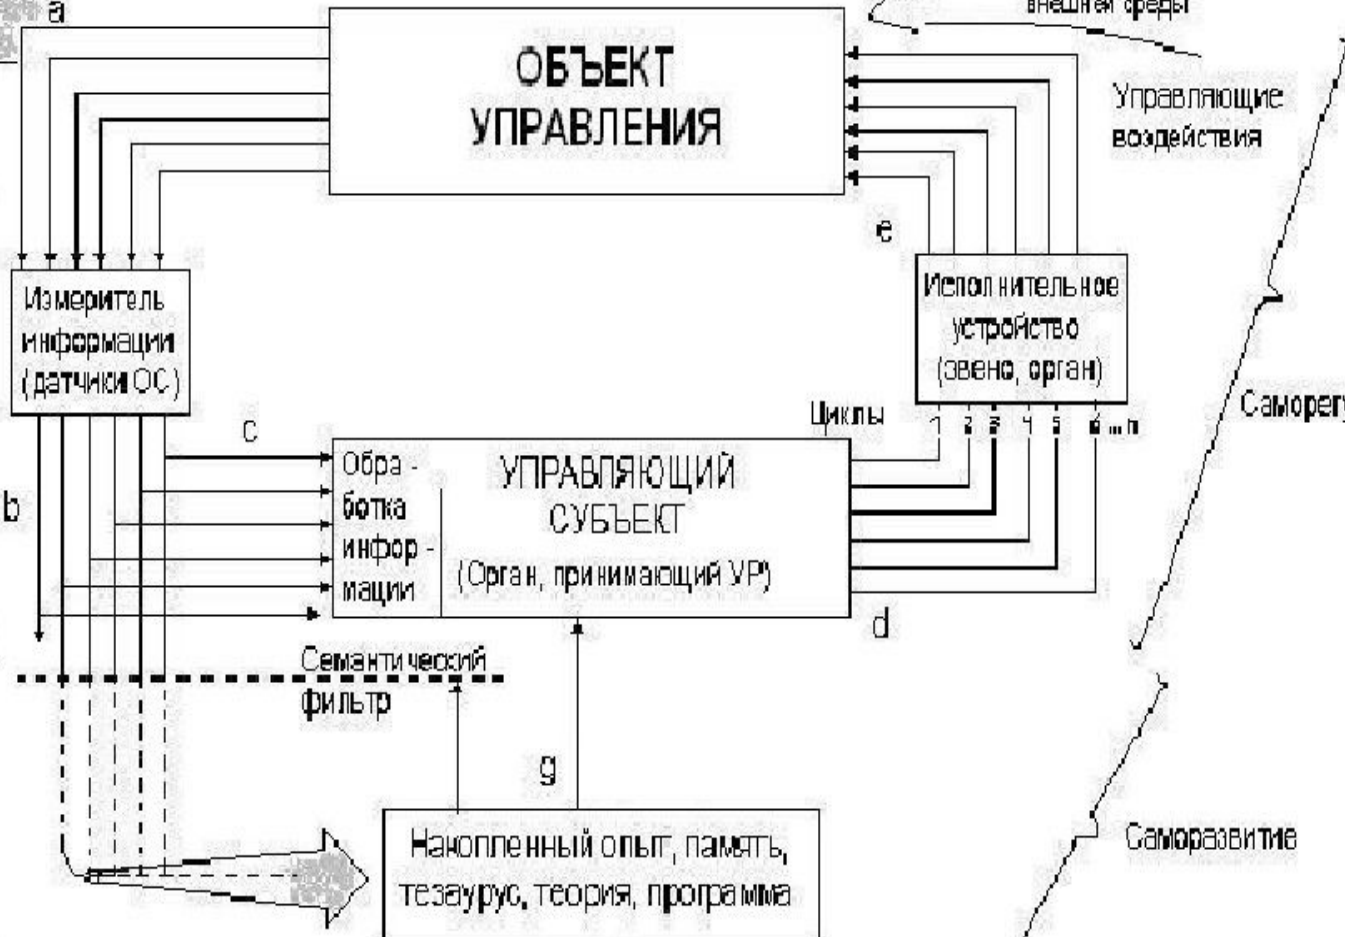 a
внешней среды
ОБЪЕКТ
УПРАВЛЕНИЯ
Управляющие
воздействия
e
Измеритель
информации
(датчики ОС)
Исполнительное
устройство
(звено, орган)
Циклы
1 2 3 4 5 6 ... n
c
b
Обра -
ботка
инфор -
мации
УПРАВЛЯЮЩИЙ
СУБЪЕКТ
(Орган, принимающий УР)
d
Саморегу
Семантический
фильтр
g
Накопленный опыт, память,
тезаурус, теория, программа
Саморазвитие